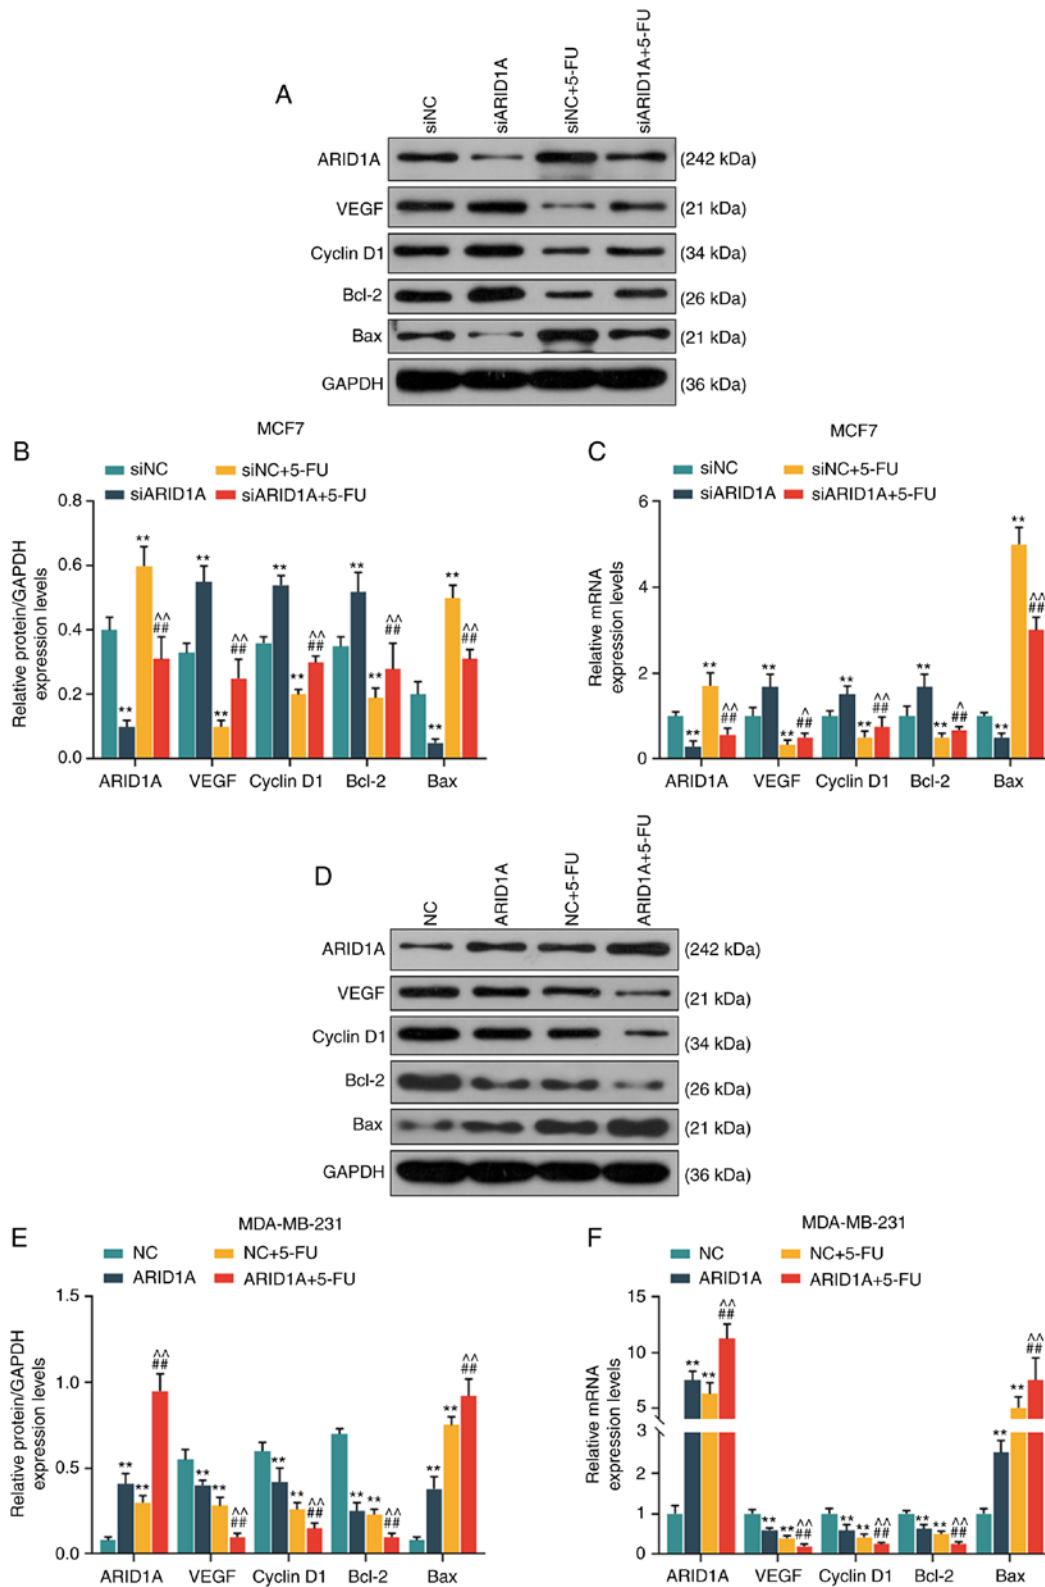 A
siNC
siARID1A
siNC+5-FU
siARID1A+5-FU
ARID1A (242 kDa)
VEGF (21 kDa)
Cyclin D1 (34 kDa)
Bcl-2 (26 kDa)
Bax (21 kDa)
GAPDH (36 kDa)
B
MCF7
siNC siNC+5-FU
siARID1A siARID1A+5-FU
Relative protein/GAPDH
expression levels
0.8
0.6
0.4
0.2
0.0
** ** ^^ ##
** ** ^^ ##
** ** ^^ ##
** ** ^^ ##
** ** ^^ ##
ARID1A VEGF Cyclin D1 Bcl-2 Bax
C
MCF7
siNC siNC+5-FU
siARID1A siARID1A+5-FU
Relative mRNA
expression levels
6
4
2
0
** ** ^^ ##
** ** ^ ##
** ** ^^ ##
** ** ^ ##
** ** ^^ ##
ARID1A VEGF Cyclin D1 Bcl-2 Bax
D
NC
ARID1A
NC+5-FU
ARID1A+5-FU
ARID1A (242 kDa)
VEGF (21 kDa)
Cyclin D1 (34 kDa)
Bcl-2 (26 kDa)
Bax (21 kDa)
GAPDH (36 kDa)
E
MDA-MB-231
NC NC+5-FU
ARID1A ARID1A+5-FU
Relative protein/GAPDH
expression levels
1.5
1.0
0.5
0.0
** ** ^^ ##
** ** ^^ ##
** ** ^^ ##
** ** ^^ ##
** ** ^^ ##
ARID1A VEGF Cyclin D1 Bcl-2 Bax
F
MDA-MB-231
NC NC+5-FU
ARID1A ARID1A+5-FU
Relative mRNA
expression levels
15
10
5
3
2
1
0
** ** ^^ ##
** ** ^^ ##
** ** ^^ ##
** ** ^^ ##
** ** ^^ ##
ARID1A VEGF Cyclin D1 Bcl-2 Bax